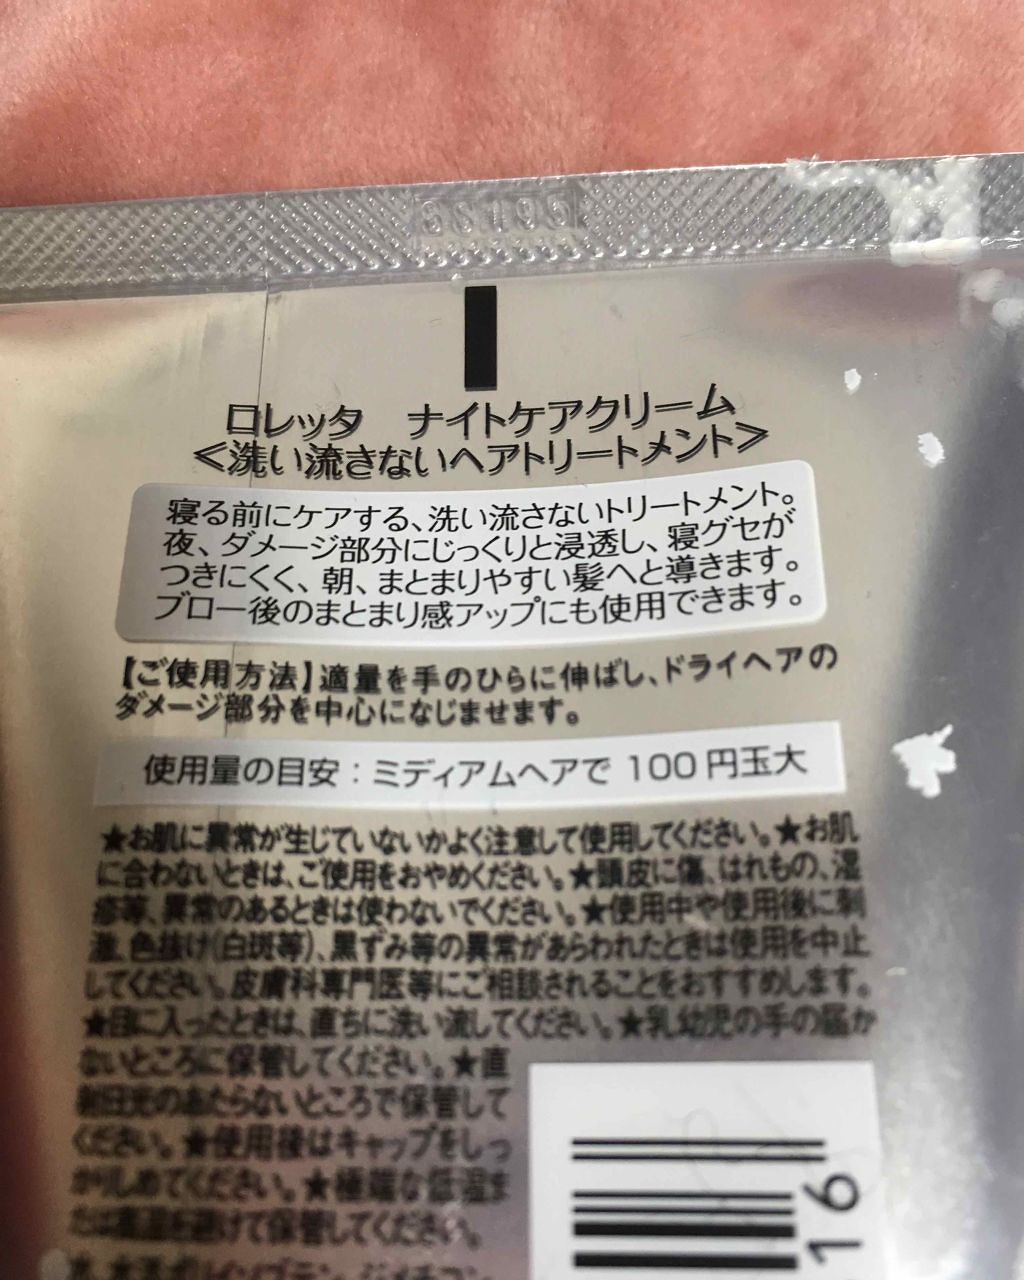 ロレッタ ナイトケアクリーム
＜洗い流さないヘアトリートメント＞
寝る前にケアする、洗い流さないトリートメント。
夜、ダメージ部分にじっくりと浸透し、寝グセが
つきにくく、朝、まとまりやすい髪へと導きます。
ブロー後のまとまり感アップにも使用できます。
【ご使用方法】適量を手のひらに伸ばし、ドライヘアの
ダメージ部分を中心になじませます。
使用量の目安：ミディアムヘアで 100 円玉大
★お肌に異常が生じていないかよく注意して使用してください。★お肌
に合わないときは、ご使用をおやめください。★頭皮に傷、はれもの、湿
疹等、異常のあるときは使わないでください。★使用中や使用後に刺
激、色抜け(白斑等)、黒ずみ等の異常があらわれたときは使用を中止
してください。皮膚科専門医等にご相談されることをおすすめします。
★目に入ったときは、直ちに洗い流してください。★乳幼児の手の届か
ないところに保管してください。★直
射日光のあたらないところで保管して
ください。★使用後はキャップをしっ
かりしめてください。★極端な低温ま
たは高温を避けて保管してください。
16